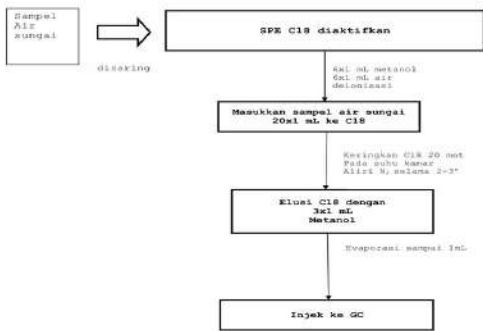 Sampel
Air
sungai
disaring
SPE C18 diaktifkan
6x1 mL metanol
6x1 mL air
deionisasi
Masukkan sampel air sungai
20x1 mL ke C18
Keringkan C18 20 met
Pada suhu kamar
Aliri N₂ selama 2-3"
Elusi C18 dengan
3x1 mL
Metanol
Evaporasi sampai 1mL
Injek ke GC